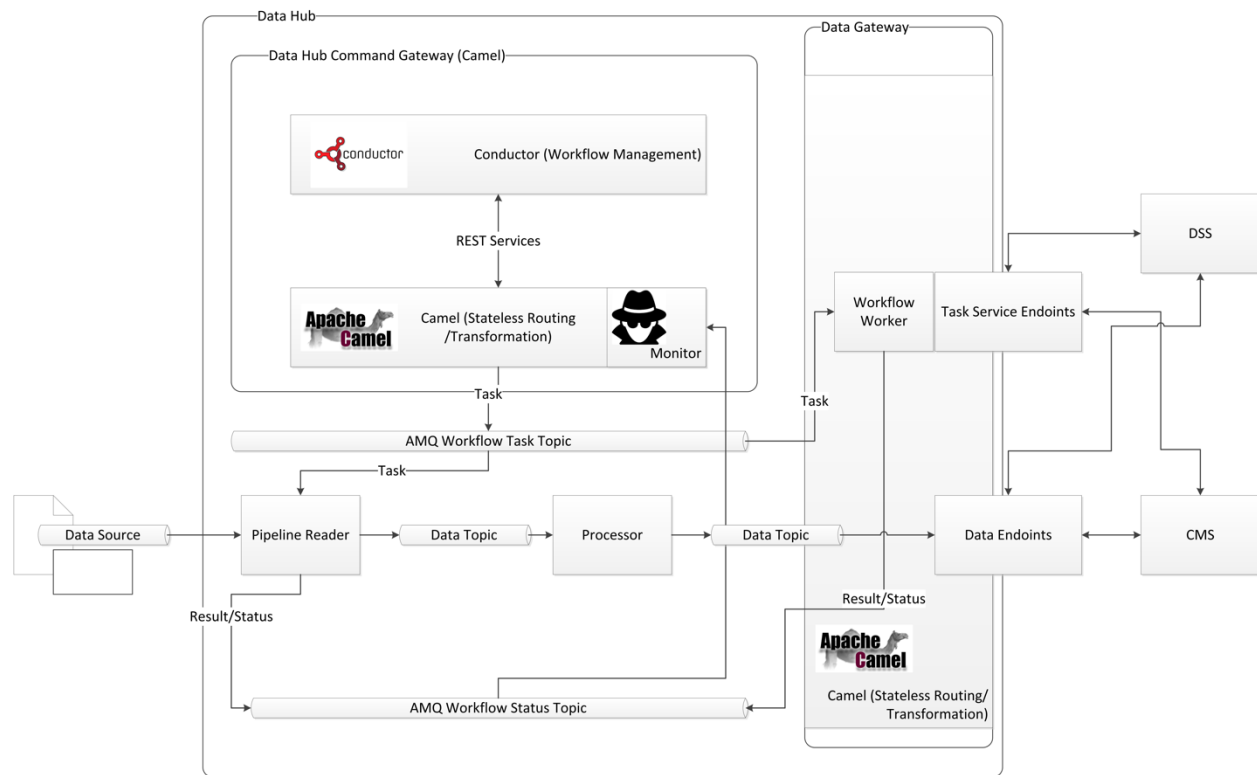 Data Hub
Data Gateway
Data Hub Command Gateway (Camel)
conductor
Conductor (Workflow Management)
REST Services
DSS
Apache
Camel
Camel (Stateless Routing
/Transformation)
Monitor
Workflow
Worker
Task Service Endoints
Task
Task
AMQ Workflow Task Topic
Task
Data Source
Pipeline Reader
Data Topic
Processor
Data Topic
Data Endoints
CMS
Result/Status
Result/Status
Apache
Camel
AMQ Workflow Status Topic
Camel (Stateless Routing/
Transformation)